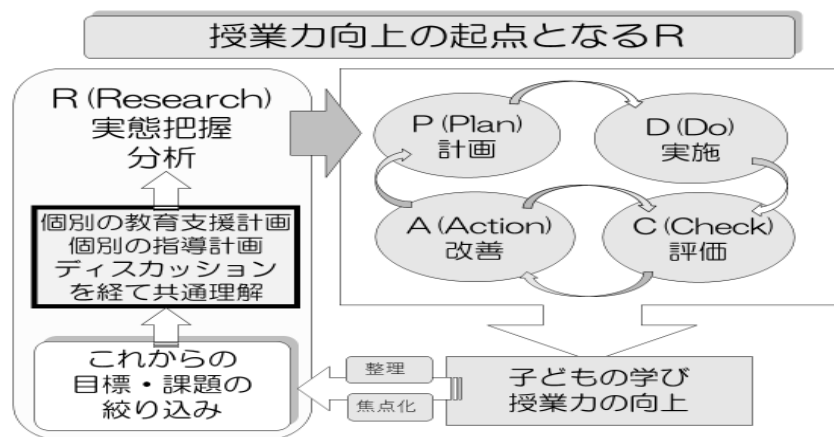 授業力向上の起点となるR
R (Research)
実態把握
分析
個別の教育支援計画
個別の指導計画
ディスカッション
を経て共通理解
これからの
目標・課題の
絞り込み
P (Plan)
計画
D (Do)
実施
A (Action)
改善
C (Check)
評価
整理
焦点化
子どもの学び
授業力の向上